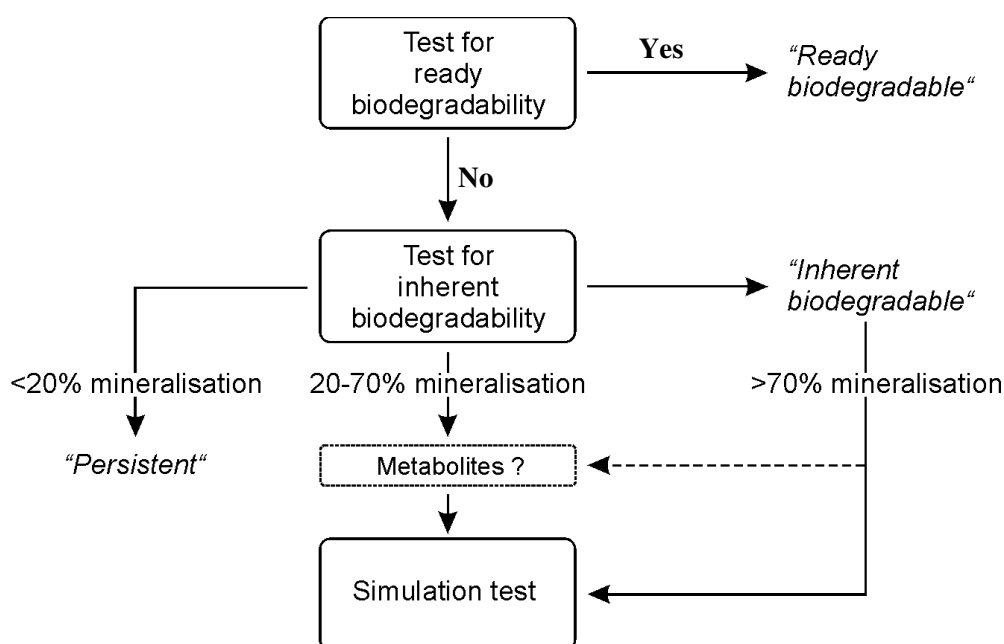 Test for
ready
biodegradability
Yes
“Ready
biodegradable“
No
Test for
inherent
biodegradability
“Inherent
biodegradable“
<20% mineralisation
20-70% mineralisation
>70% mineralisation
“Persistent“
Metabolites ?
Simulation test